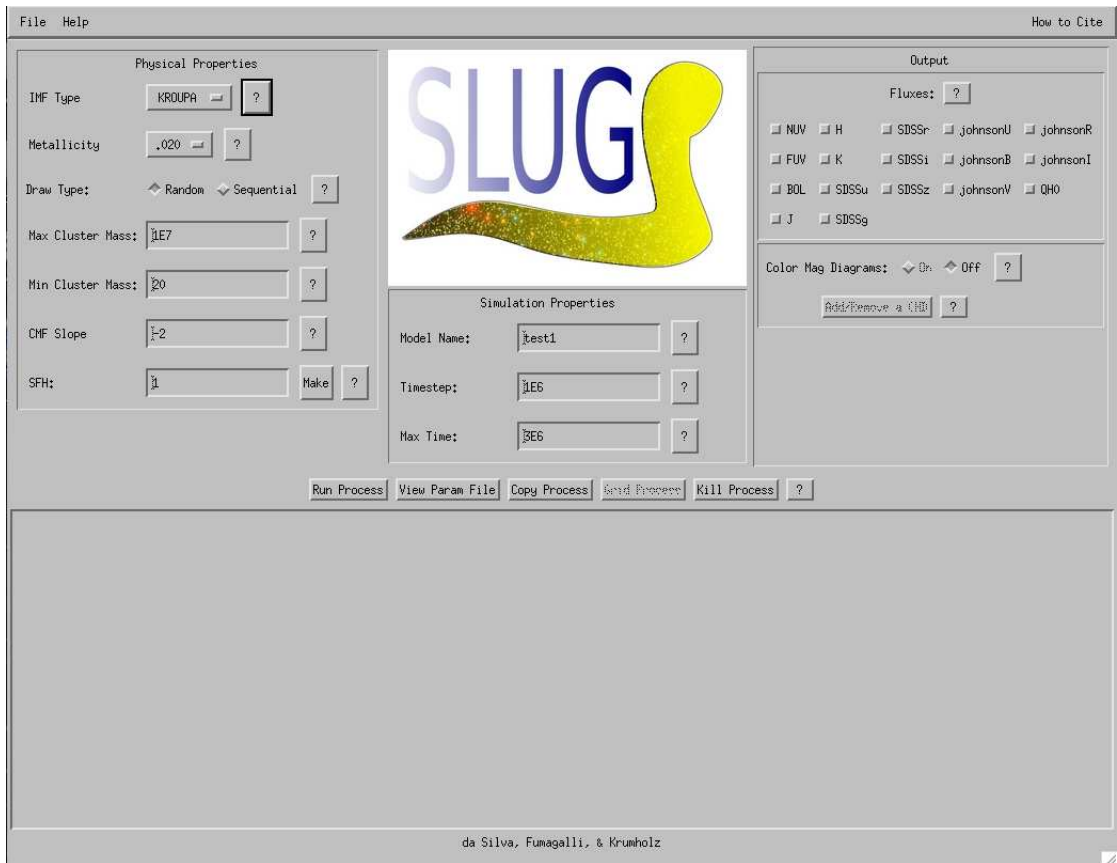 File Help
How to Cite
Physical Properties
IMF Type KROUPA ?
Metallicity .020 ?
Draw Type: Random Sequential ?
Max Cluster Mass: 1E7 ?
Min Cluster Mass: 20 ?
CMF Slope -2 ?
SFH: 1 Make ?
SLUG
Simulation Properties
Model Name: test1 ?
Timestep: 1E6 ?
Max Time: 3E6 ?
Output
Fluxes: ?
NUV H SDSSr johnsonU johnsonR
FUV K SDSSi johnsonB johnsonI
BOL SDSSu SDSSz johnsonV QH0
J SDSSg
Color Mag Diagrams: On Off ?
Add/Remove a CMD ?
Run Process View Param File Copy Process Grid Process Kill Process ?
da Silva, Fumagalli, & Krumholz